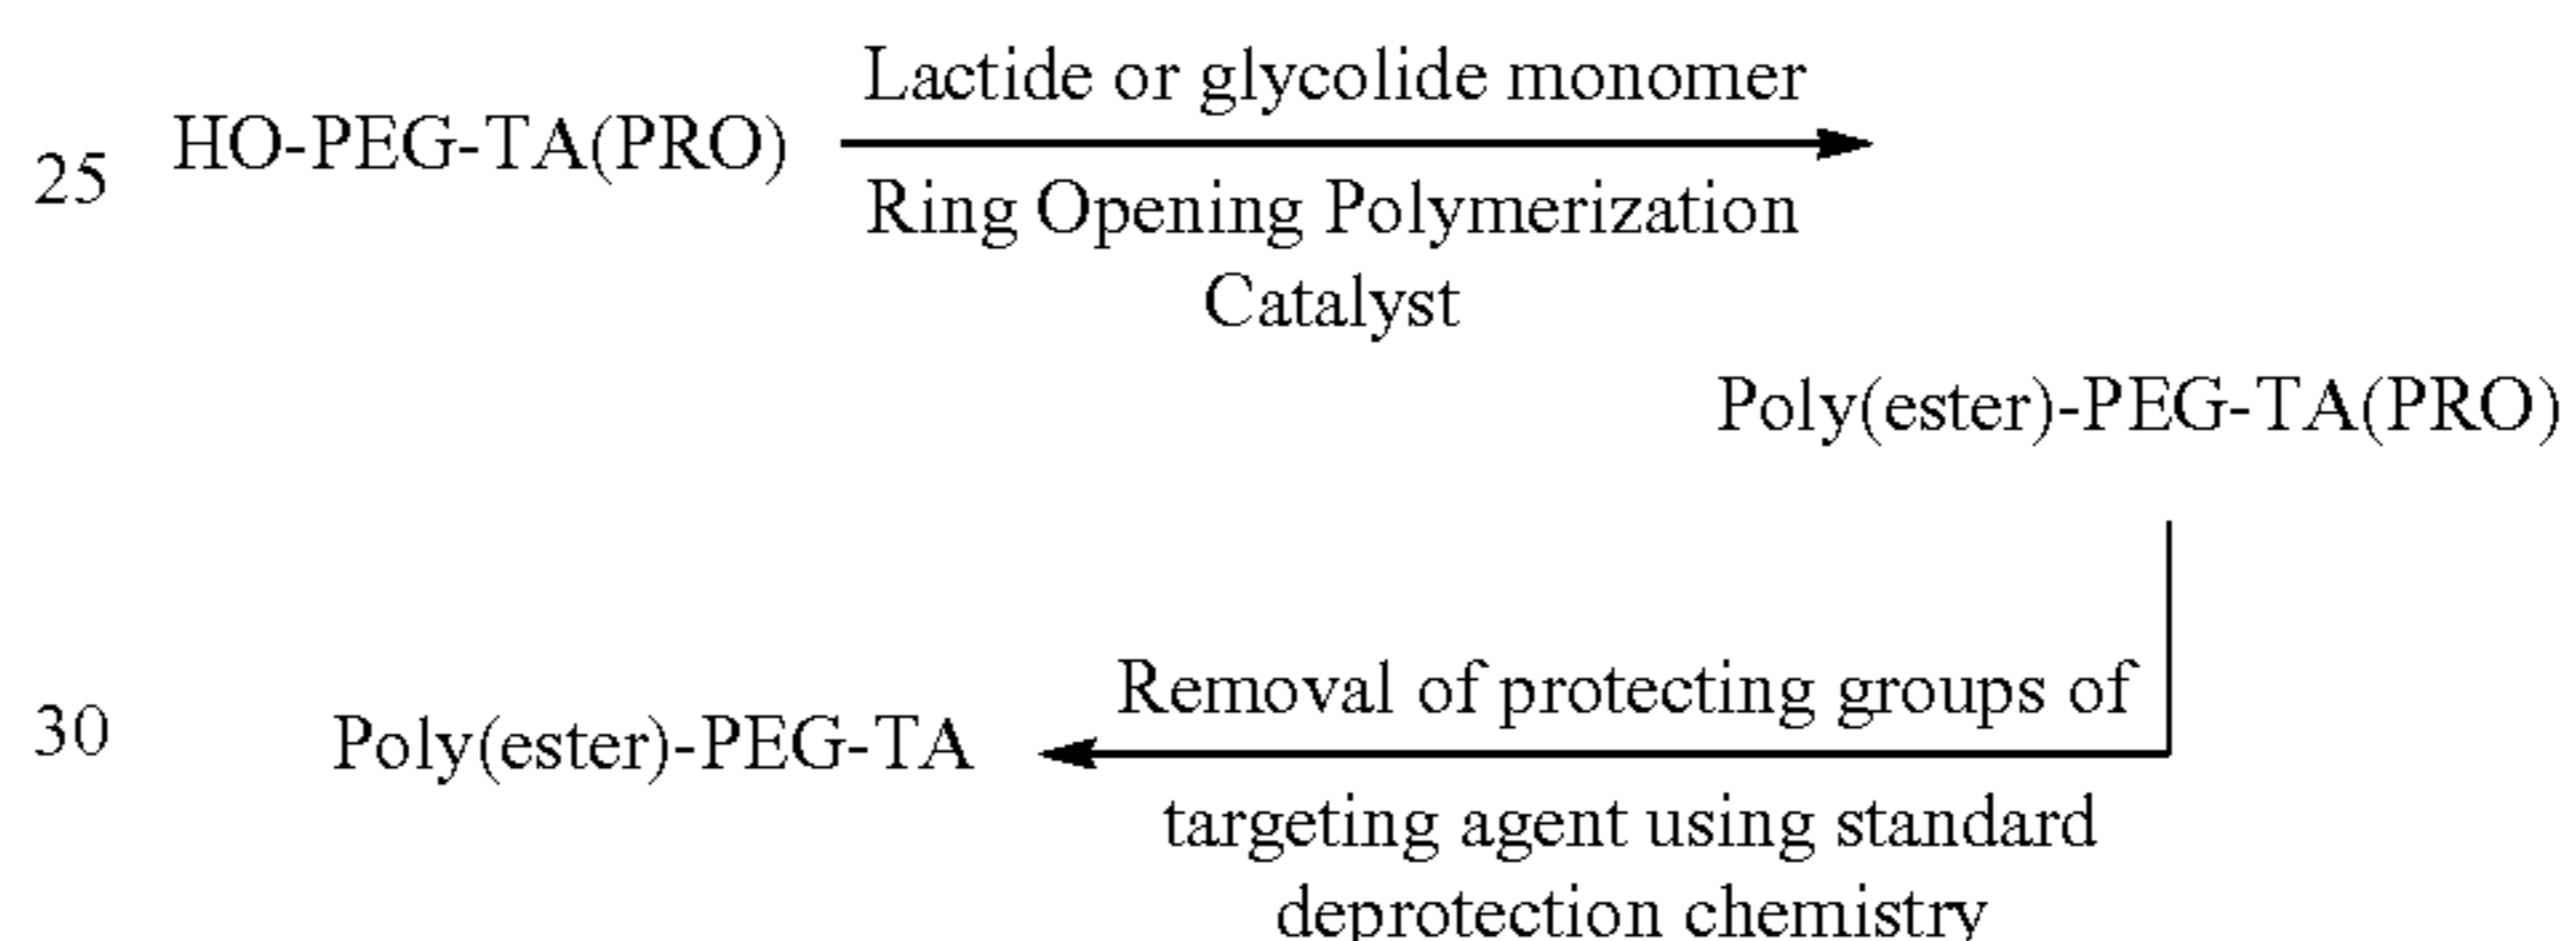 Lactide or glycolide monomer
25 HO-PEG-TA(PRO)
Ring Opening Polymerization
Catalyst
Poly(ester)-PEG-TA(PRO)
Removal of protecting groups of
30 Poly(ester)-PEG-TA
targeting agent using standard
deprotection chemistry